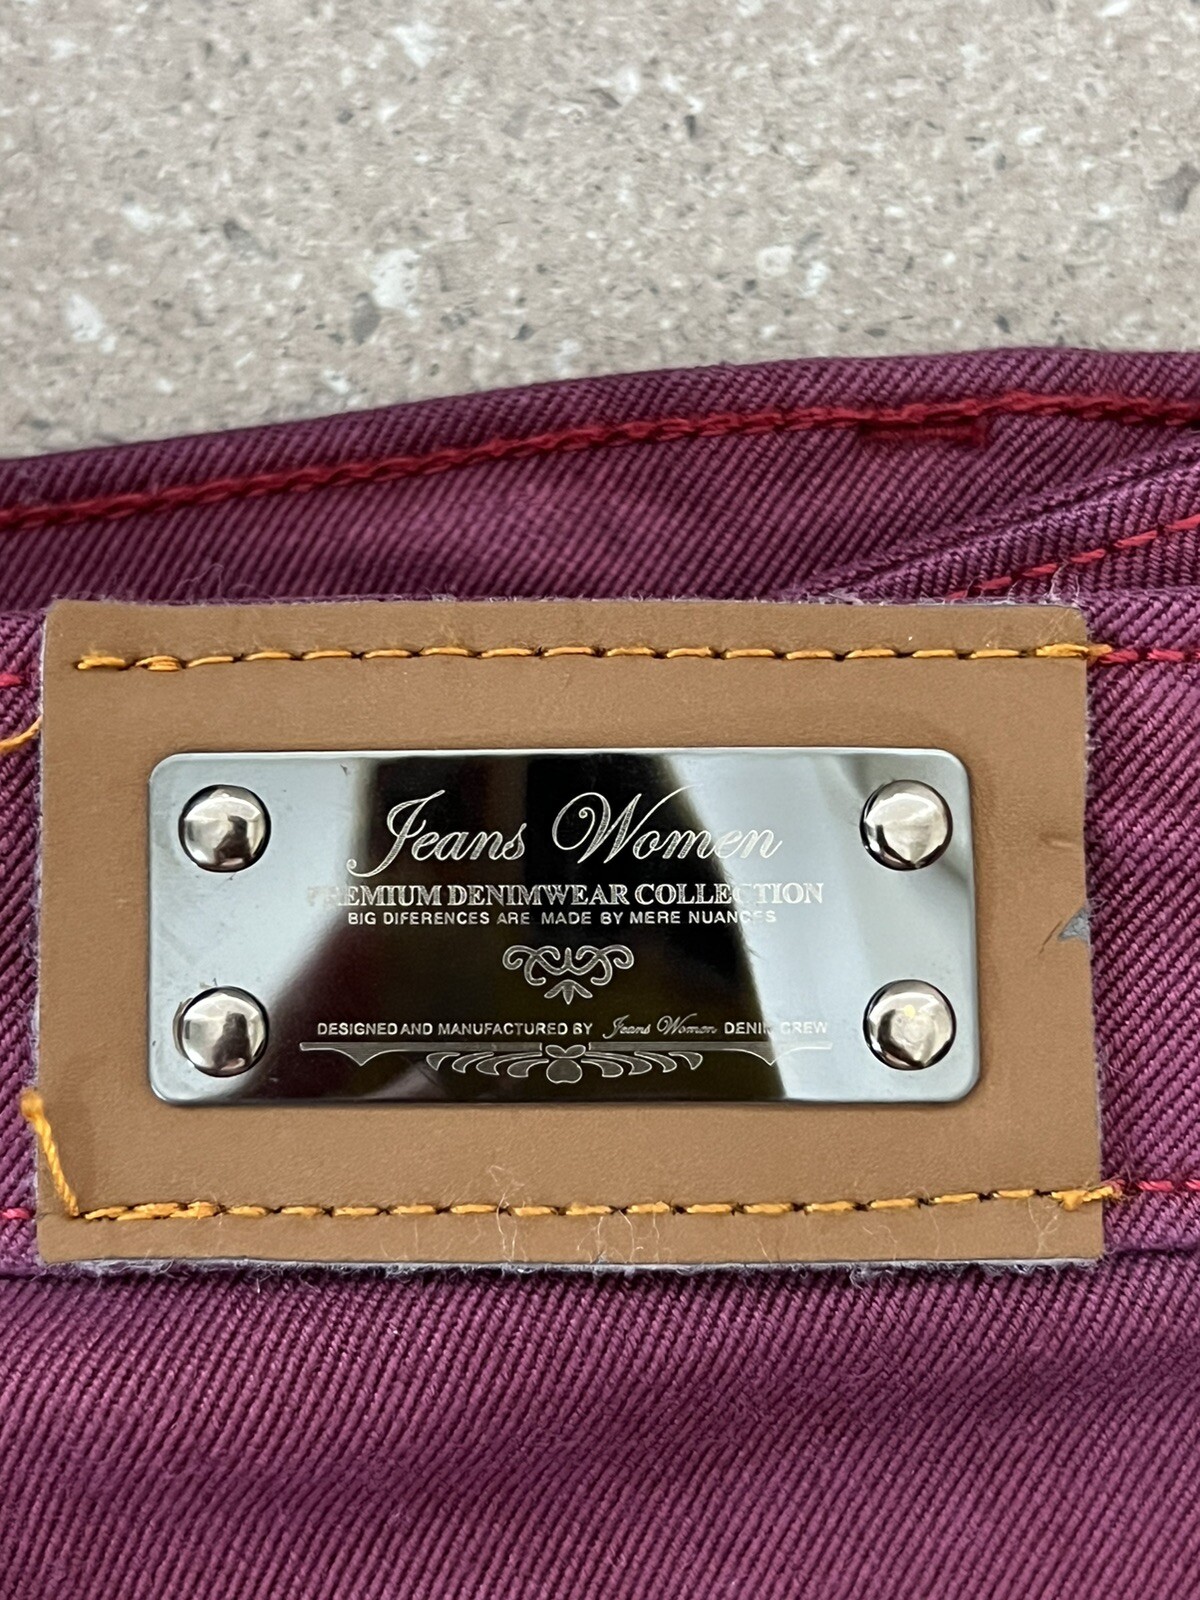 Jeans Women
PREMIUM DENIMWEAR COLLECTION
BIG DIFERENCES ARE MADE BY MERE NUANCES
DESIGNED AND MANUFACTURED BY Jeans Women DENIM CREW